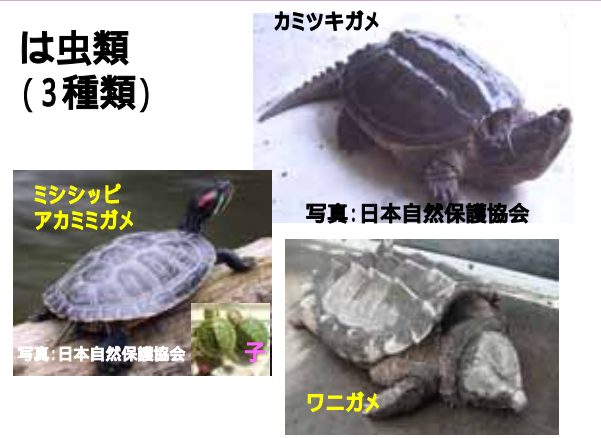 は虫類
(3種類)
カミツキガメ
写真:日本自然保護協会
ミシシッピ
アカミミガメ
写真:日本自然保護協会
子
ワニガメ